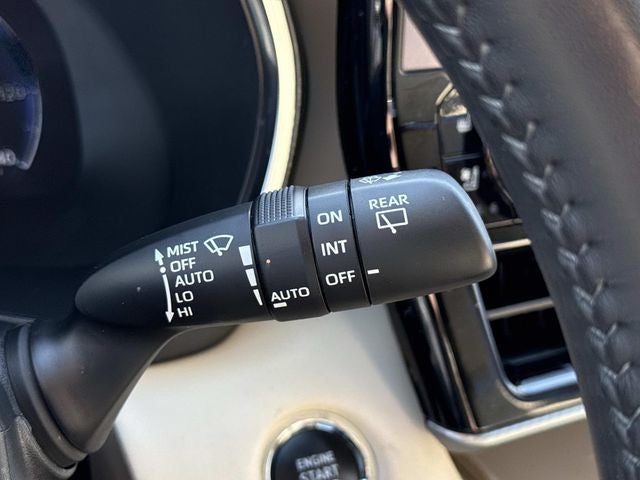 MIST
OFF
AUTO
LO
HI
AUTO
ON
INT
OFF
REAR
ENGINE
START